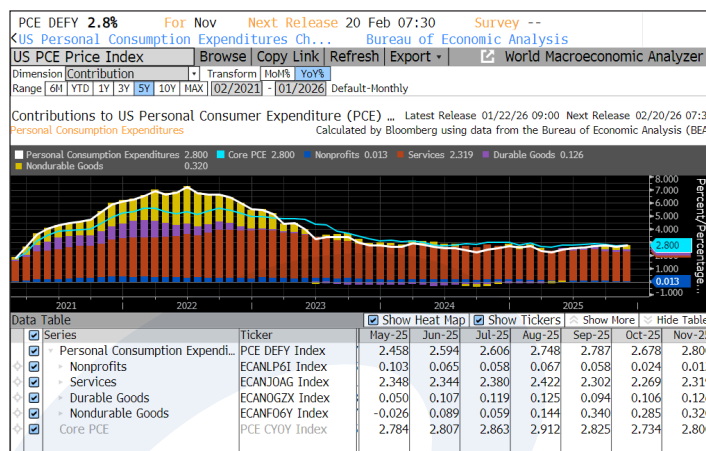 PCE DEFY 2.8% For Nov Next Release 20 Feb 07:30 Survey --
<US Personal Consumption Expenditures Ch... Bureau of Economic Analysis
US PCE Price Index Browse Copy Link Refresh Export World Macroeconomic Analyzer
Dimension Contribution Transform MoM% YoY%
Range 6M YTD 1Y 3Y 5Y 10Y MAX 02/2021 - 01/2026 Default-Monthly
Contributions to US Personal Consumer Expenditure (PCE) ... Latest Release 01/22/26 09:00 Next Release 02/20/26 07:3
Personal Consumption Expenditures Calculated by Bloomberg using data from the Bureau of Economic Analysis (BEA
Personal Consumption Expenditures 2.800 Core PCE 2.800 Nonprofits 0.013 Services 2.319 Durable Goods 0.126
Nondurable Goods 0.320
8.000
7.000
6.000
5.000
4.000
2.800
1.000
0.013
-1.000
Percent/Percentage...
2021 2022 2023 2024 2025
Data Table Show Heat Map Show Tickers Show More Hide Table
Series Ticker May-25 Jun-25 Jul-25 Aug-25 Sep-25 Oct-25 Nov-2
Personal Consumption Expendi... PCE DEFY Index 2.458 2.594 2.606 2.748 2.787 2.678 2.80
Nonprofits ECANLP6I Index 0.103 0.065 0.058 0.067 0.058 0.024 0.01
Services ECANJOAG Index 2.348 2.344 2.380 2.422 2.302 2.269 2.31
Durable Goods ECANOGZX Index 0.050 0.107 0.119 0.125 0.094 0.106 0.12
Nondurable Goods ECANFO6Y Index -0.026 0.089 0.059 0.144 0.340 0.285 0.32
Core PCE PCE CYOY Index 2.784 2.807 2.863 2.912 2.825 2.734 2.80